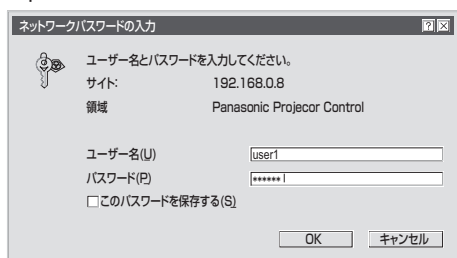 ネットワークパスワードの入力
ユーザー名とパスワードを入力してください。
サイト: 192.168.0.8
領域 Panasonic Projecor Control
ユーザー名(U) user1
パスワード(P) ******
このパスワードを保存する(S)
OK キャンセル